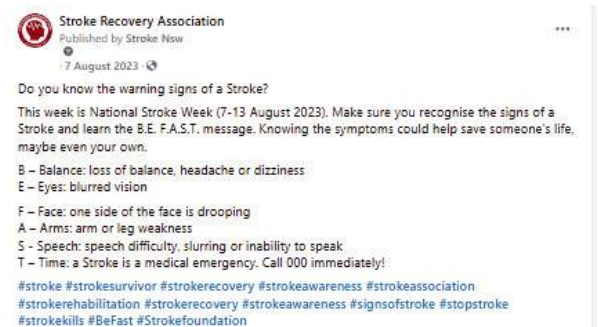 Stroke Recovery Association
Published by Stroke Nsw
· 7 August 2023 ·
Do you know the warning signs of a Stroke?
This week is National Stroke Week (7-13 August 2023). Make sure you recognise the signs of a
Stroke and learn the B.E. F.A.S.T. message. Knowing the symptoms could help save someone's life,
maybe even your own.
B – Balance: loss of balance, headache or dizziness
E – Eyes: blurred vision
F – Face: one side of the face is drooping
A – Arms: arm or leg weakness
S - Speech: speech difficulty, slurring or inability to speak
T – Time: a Stroke is a medical emergency. Call 000 immediately!
#stroke #strokesurvivor #strokerecovery #strokeawareness #strokeassociation
#strokerehabilitation #strokerecovery #strokeawareness #signsofstroke #stopstroke
#strokekills #BeFast #Strokefoundation